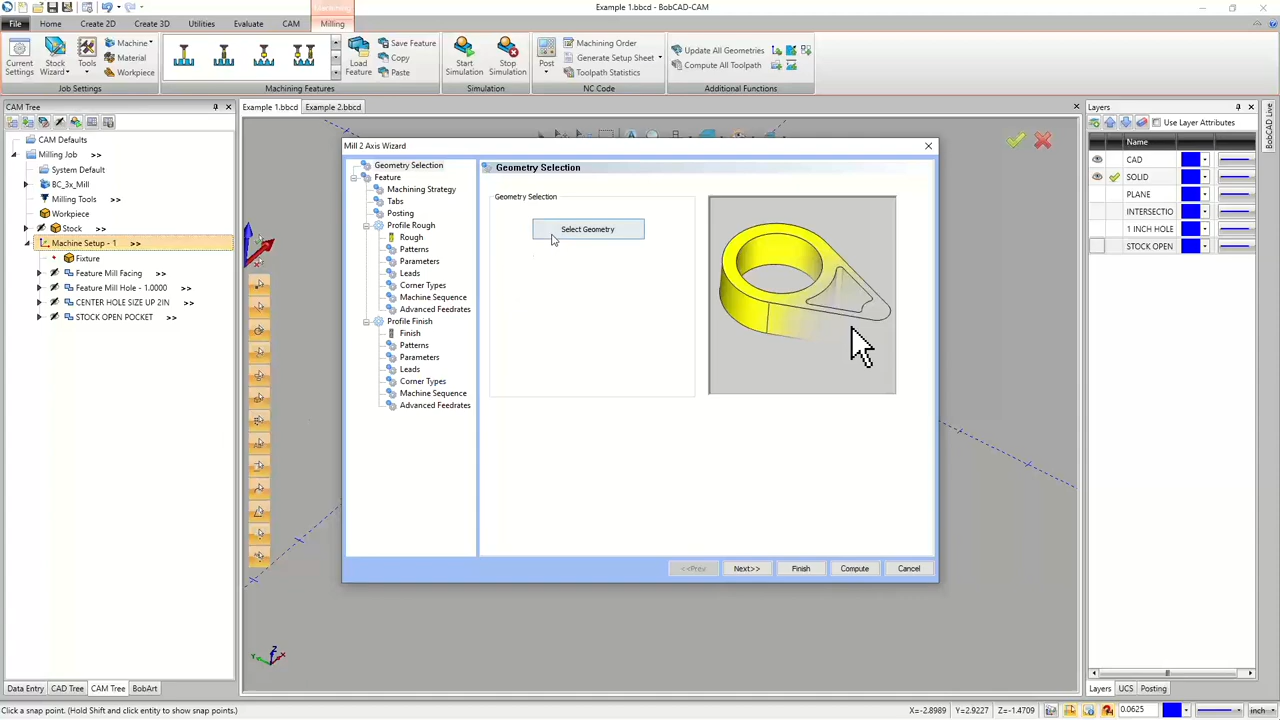 Example 1.bbcd - BobCAD-CAM
Machining
File Home Create 2D Create 3D Utilities Evaluate CAM Milling
Current Settings
Stock Wizard
Tools
Machine
Material
Workpiece
Load Feature
Save Feature
Copy
Paste
Start Simulation
Stop Simulation
Post
Machining Order
Generate Setup Sheet
Toolpath Statistics
Update All Geometries
Compute All Toolpath
Job Settings
Machining Features
Simulation
NC Code
Additional Functions
CAM Tree
CAM Defaults
Milling Job >>
System Default
BC_3x_Mill
Milling Tools >>
Workpiece
Stock >>
Machine Setup - 1 >>
Fixture
Feature Mill Facing >>
Feature Mill Hole - 1.0000 >>
CENTER HOLE SIZE UP 2IN >>
STOCK OPEN POCKET >>
Data Entry CAD Tree CAM Tree BobArt
Example 1.bbcd Example 2.bbcd
Mill 2 Axis Wizard
Geometry Selection
Feature
Machining Strategy
Tabs
Posting
Profile Rough
Rough
Patterns
Parameters
Leads
Corner Types
Machine Sequence
Advanced Feedrates
Profile Finish
Finish
Patterns
Parameters
Leads
Corner Types
Machine Sequence
Advanced Feedrates
Geometry Selection
Geometry Selection
Select Geometry
<<Prev Next>> Finish Compute Cancel
Z
Y X
Layers
Use Layer Attributes
Name
CAD
SOLID
PLANE
INTERSECTIO
1 INCH HOLE
STOCK OPEN
Layers UCS Posting
BobCAD Live
Click a snap point. (Hold Shift and click entity to show snap points.)
X=-2.8989 Y=2.9227 Z=-1.4709
0.0625
inch